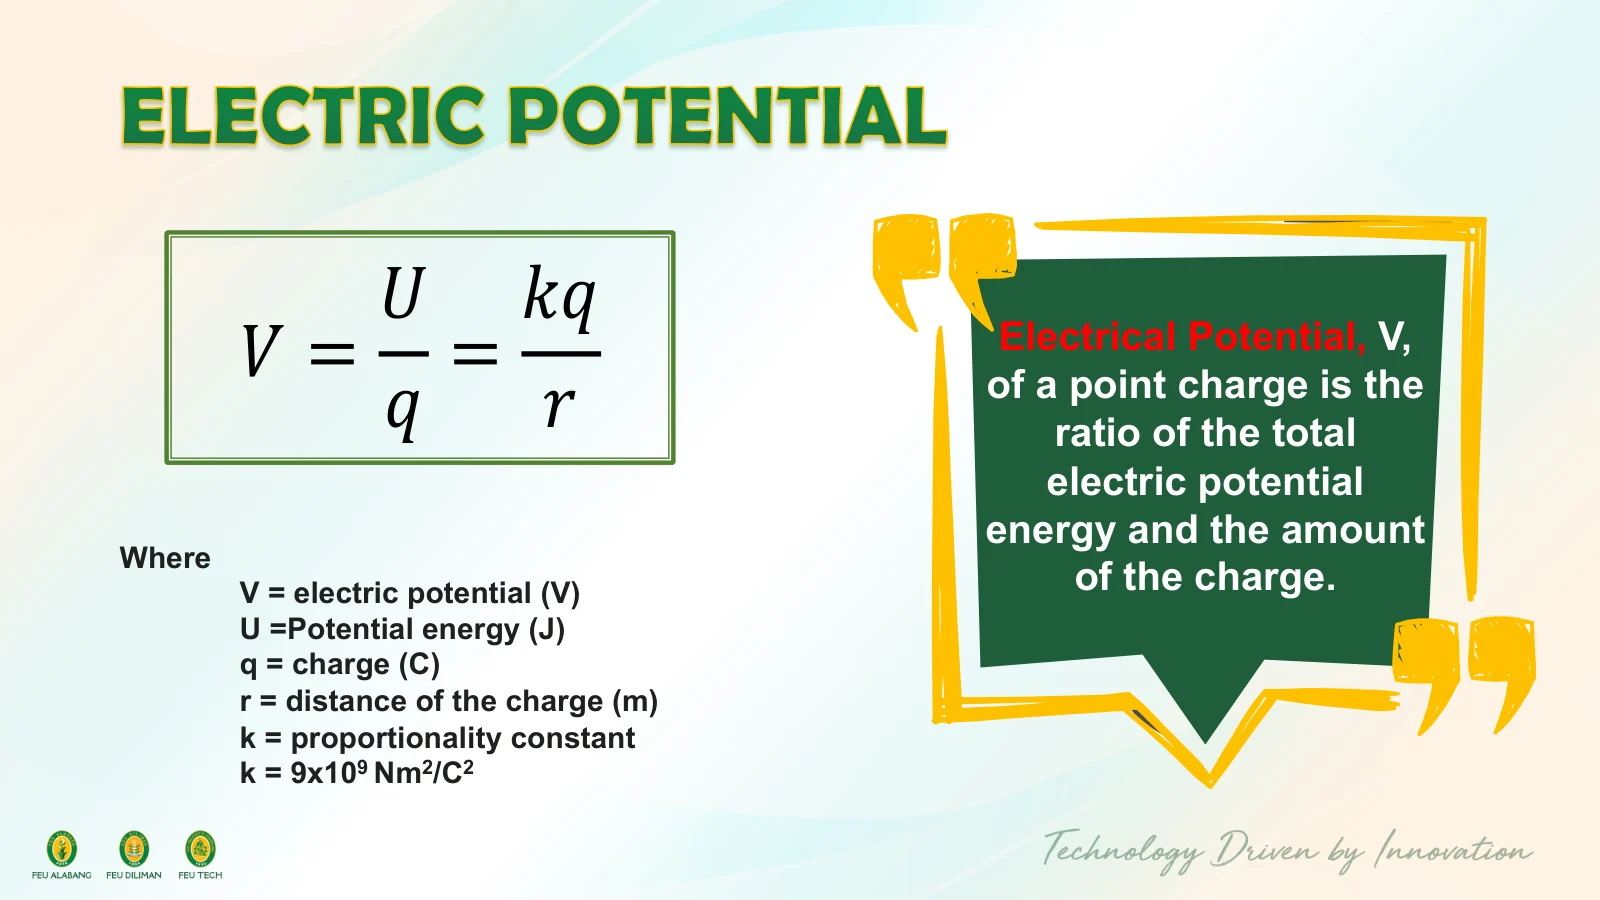 ELECTRIC POTENTIAL
V = U/q = kq/r
Electrical Potential, V,
of a point charge is the
ratio of the total
electric potential
energy and the amount
of the charge.
Where
V = electric potential (V)
U =Potential energy (J)
q = charge (C)
r = distance of the charge (m)
k = proportionality constant
k = 9x10⁹ Nm²/C²
FEU ALABANG FEU DILIMAN FEU TECH
Technology Driven by Innovation